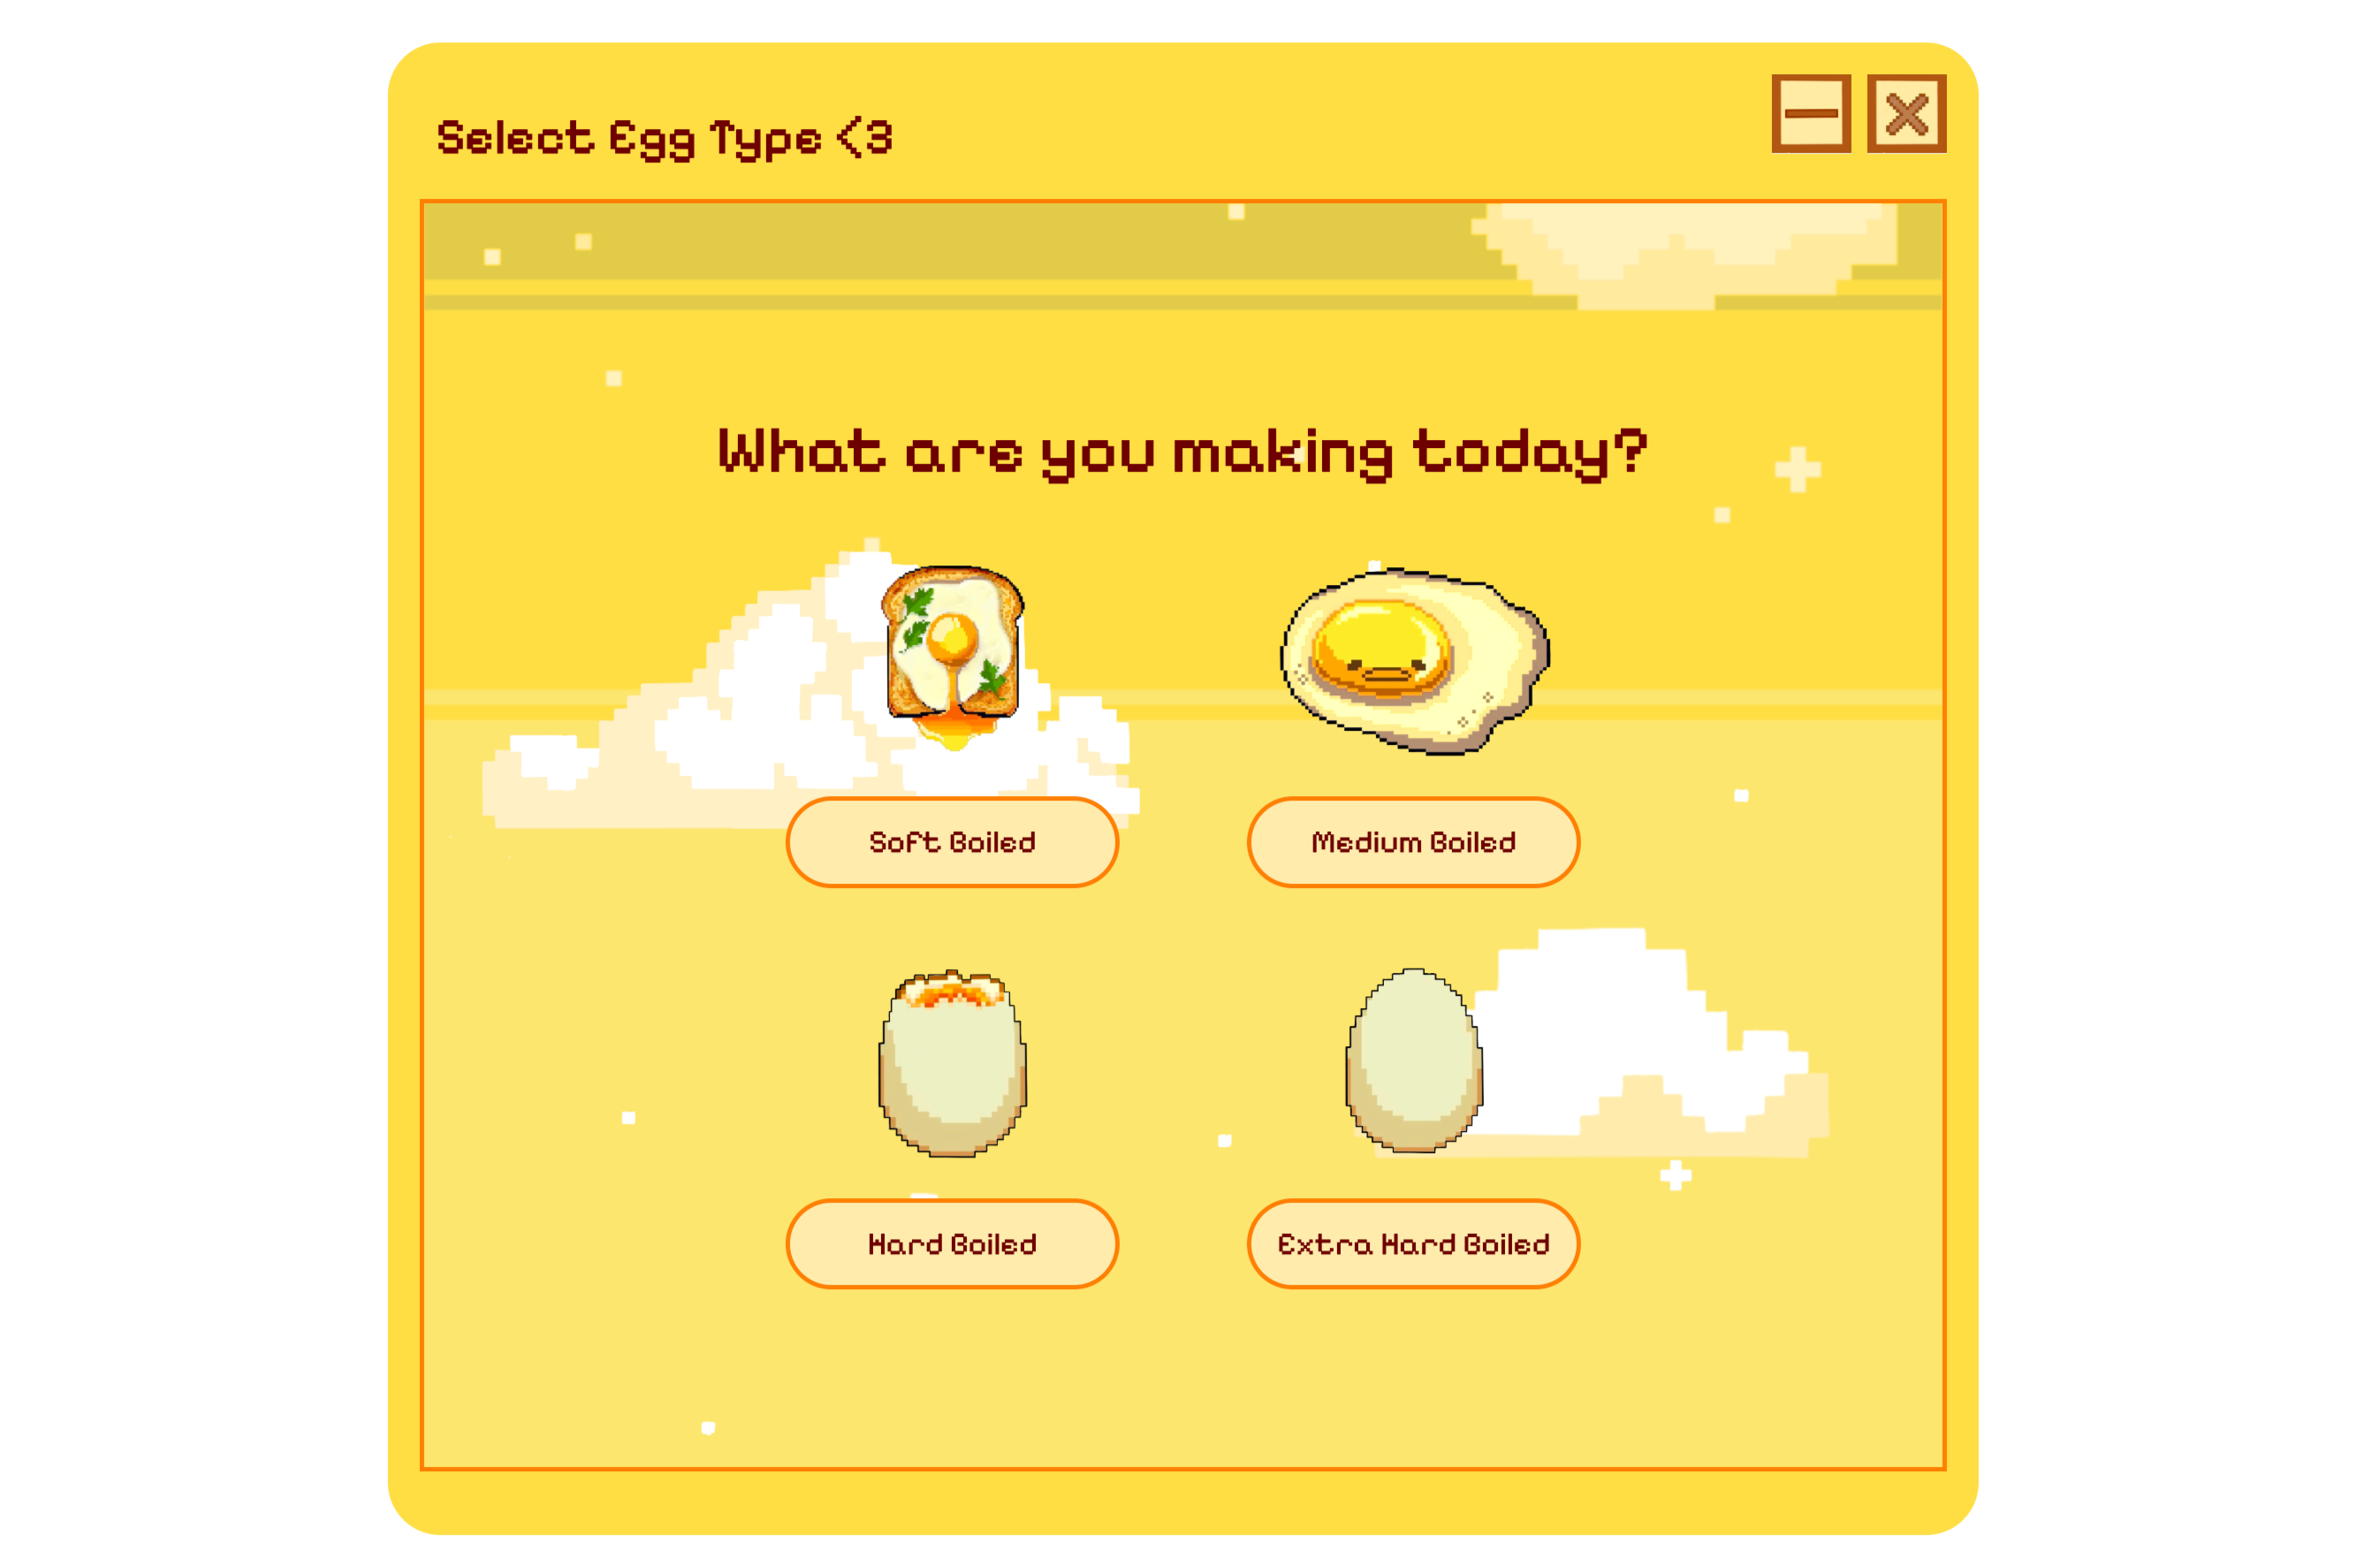 Select Egg Type <3
What are you making today?
Soft Boiled
Medium Boiled
Hard Boiled
Extra Hard Boiled